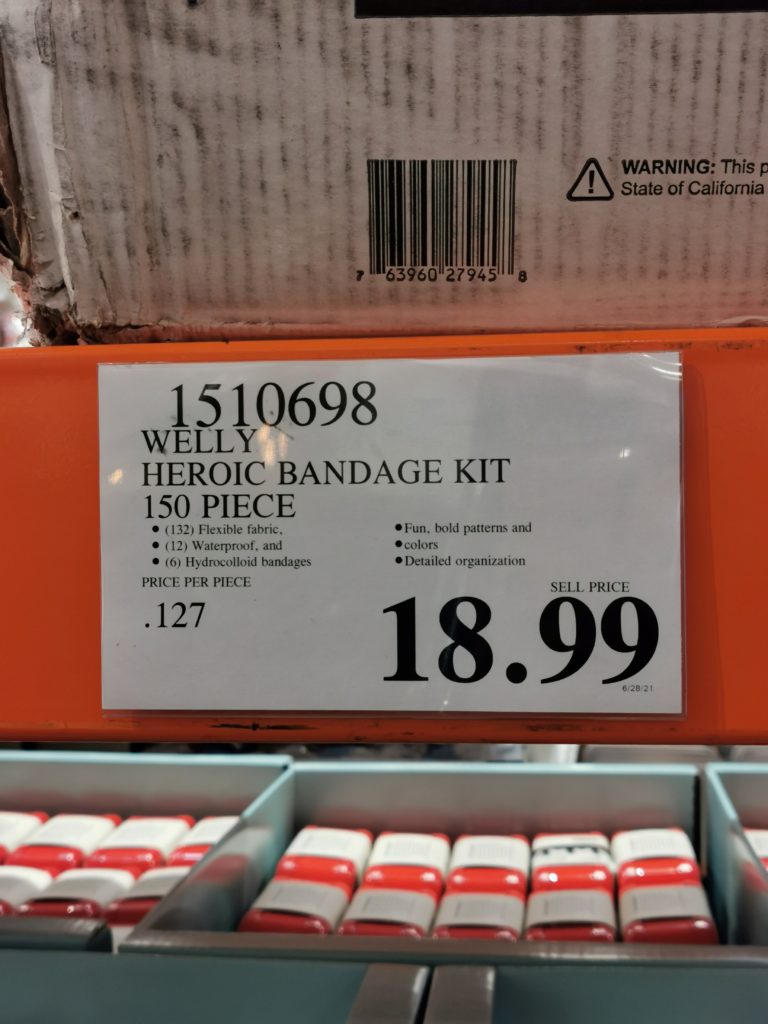 WARNING: This p
State of California
7 63960 27945 8
1510698
WELLY
HEROIC BANDAGE KIT
150 PIECE
• (132) Flexible fabric,
• (12) Waterproof, and
• (6) Hydrocolloid bandages
• Fun, bold patterns and
• colors
• Detailed organization
PRICE PER PIECE
.127
SELL PRICE
18.99
6/28/21